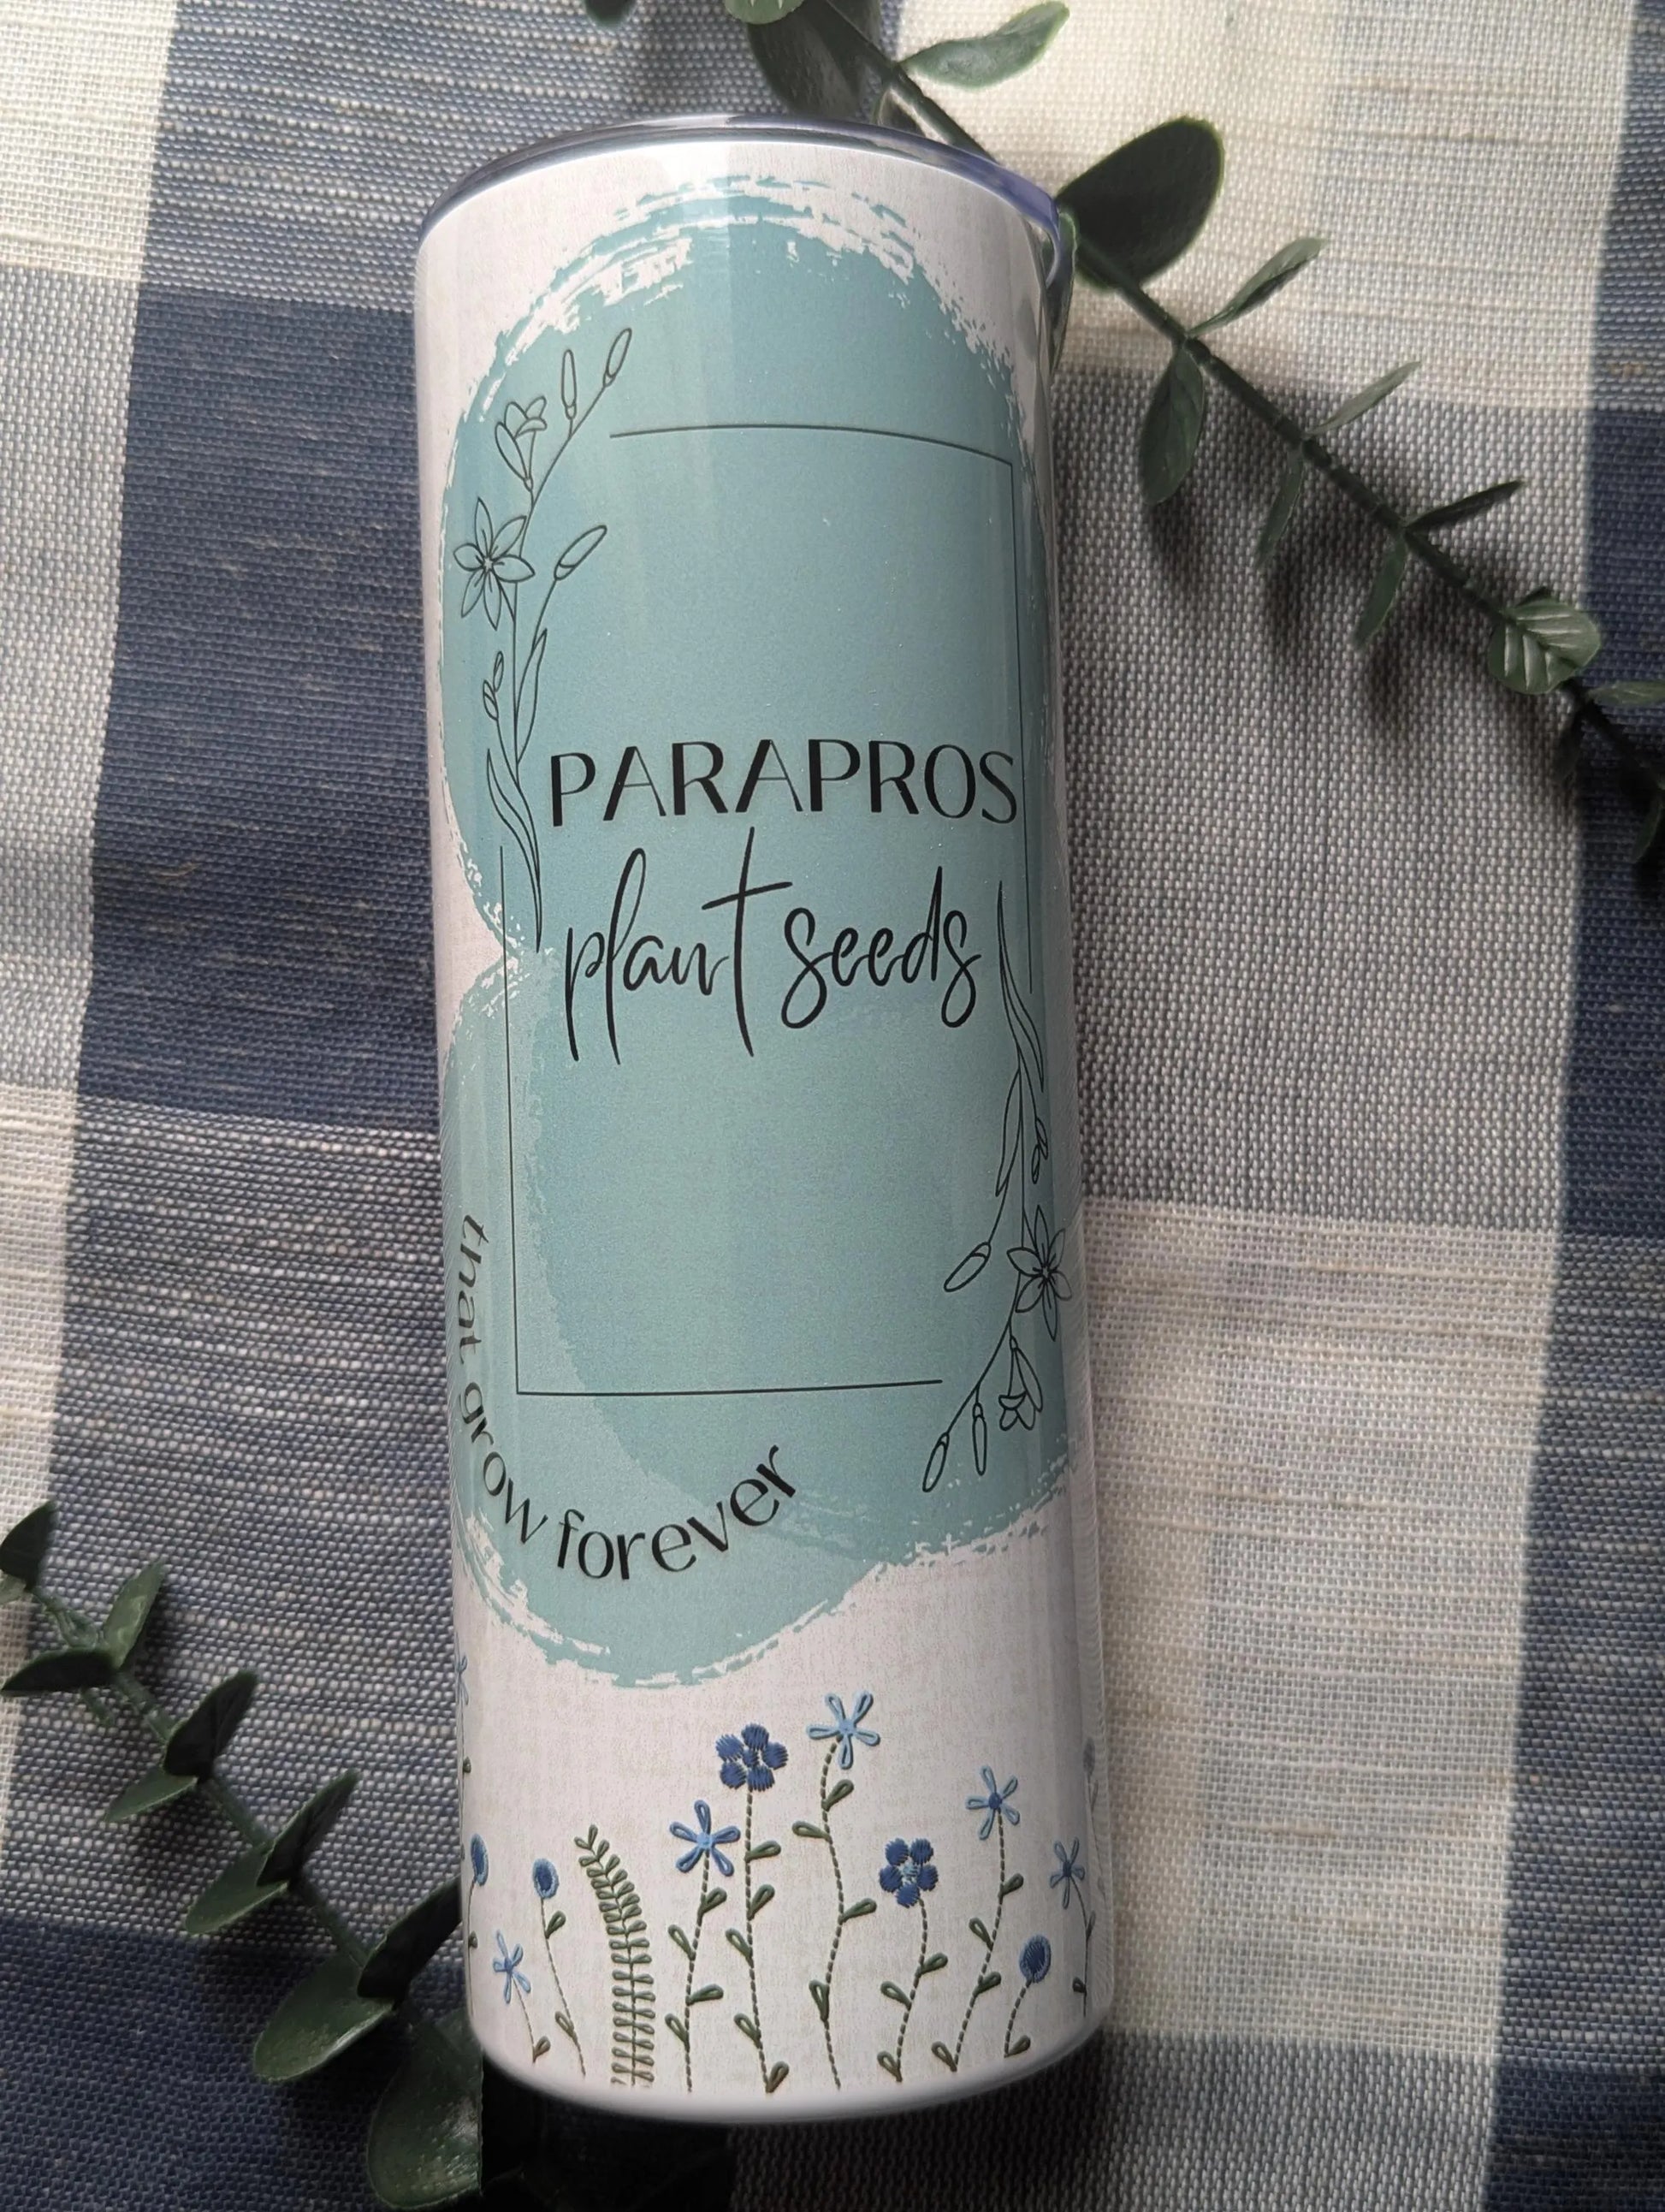 PARAPROS
plant seeds
that grow forever